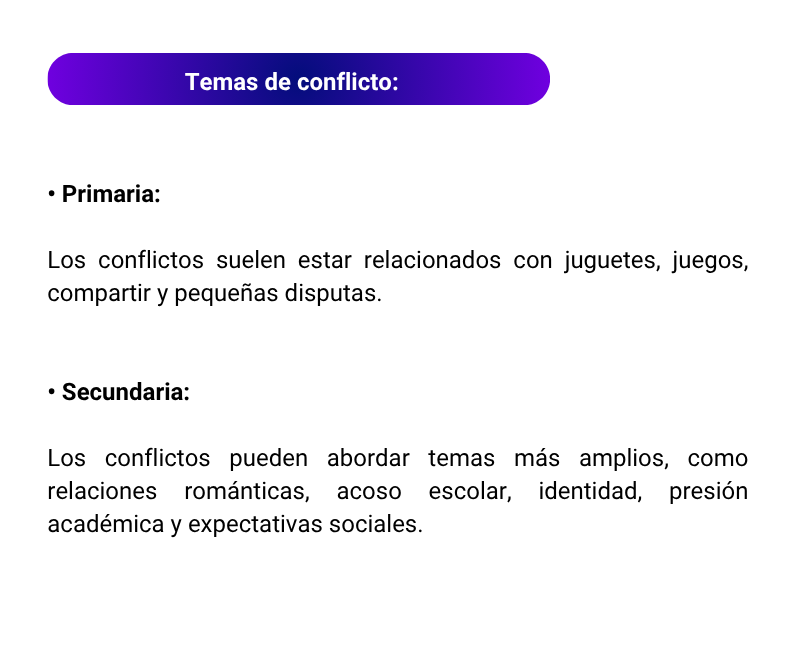 Temas de conflicto:
• Primaria:
Los conflictos suelen estar relacionados con juguetes, juegos,
compartir y pequeñas disputas.
• Secundaria:
Los conflictos pueden abordar temas más amplios, como
relaciones románticas, acoso escolar, identidad, presión
académica y expectativas sociales.